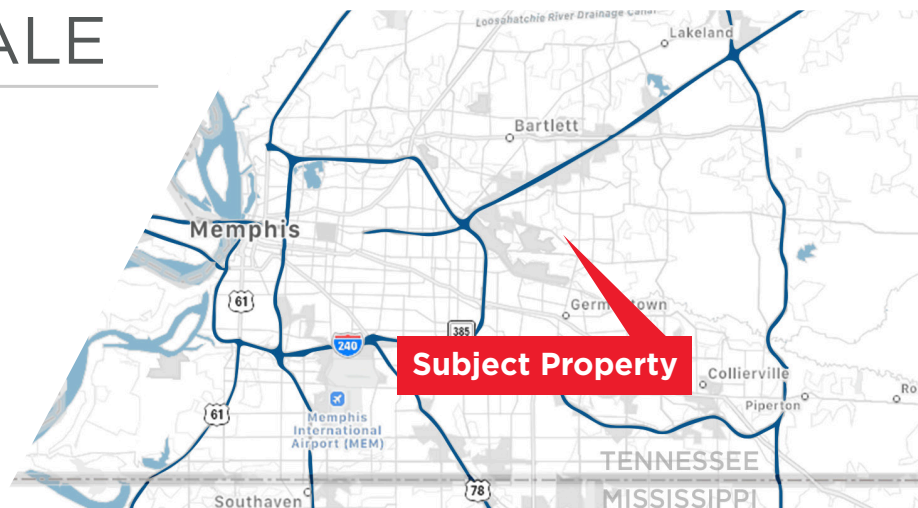 ALE
Loosahatchie River Drainage Canal
Lakeland
Bartlett
Memphis
61
Germantown
385
240
Subject Property
Collierville
Piperton
Ro
61
Memphis
International
Airport (MEM)
TENNESSEE
78
Southaven
MISSISSIPPI